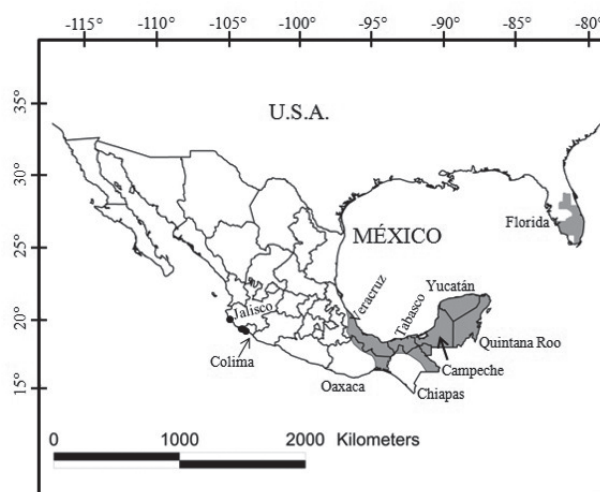 -115° -110° -105° -100° -95° -90° -85° -80°
35°
30°
25°
20°
15°
U.S.A.
Florida
MÉXICO
Veracruz
Tabasco
Yucatán
Jalisco
Quintana Roo
Colima
Campeche
Oaxaca
Chiapas
0 1000 2000 Kilometers